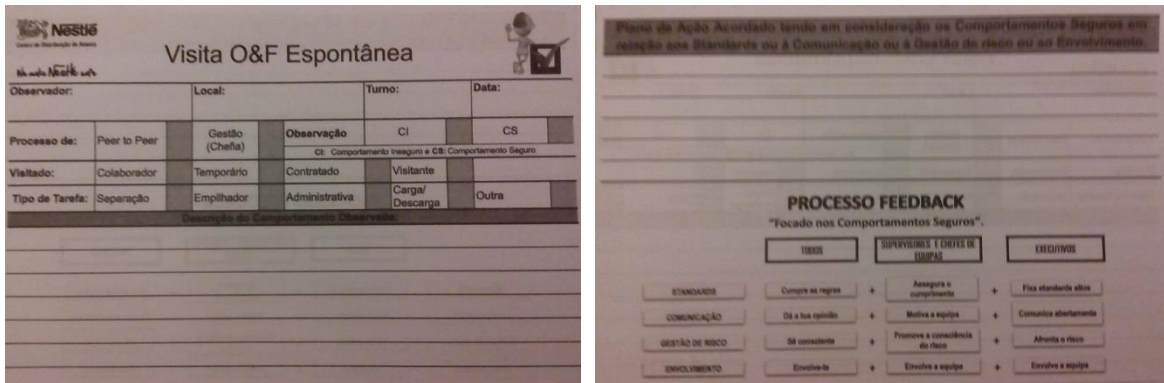 Nestlé
Centro de Distribuição de Avanca
Visita O&F Espontânea
Observador: Local: Turno: Data:
Processo de: Peer to Peer Gestão (Chefia) Observação CI CS
CI: Comportamento Inseguro e CS: Comportamento Seguro
Visitado: Colaborador Temporário Contratado Visitante
Tipo de Tarefa: Separação Empilhador Administrativa Carga/ Descarga Outra
Descrição do Comportamento Observado:
Plano de Ação Acordado tendo em consideração os Comportamentos Seguros em
relação aos Standards ou à Comunicação ou à Gestão de risco ou ao Envolvimento.
PROCESSO FEEDBACK
"Focado nos Comportamentos Seguros".
TODOS SUPERVISORES E CHEFES DE EQUIPAS EXECUTIVOS
STANDARDS Cumpre as regras + Assegura o cumprimento + Fixa standards altos
COMUNICAÇÃO Dá a tua opinião + Motiva a equipa + Comunica abertamente
GESTÃO DE RISCO Sê consciente + Promove a consciência do risco + Afronta o risco
ENVOLVIMENTO Envolve-te + Envolve a equipa + Envolve a equipa